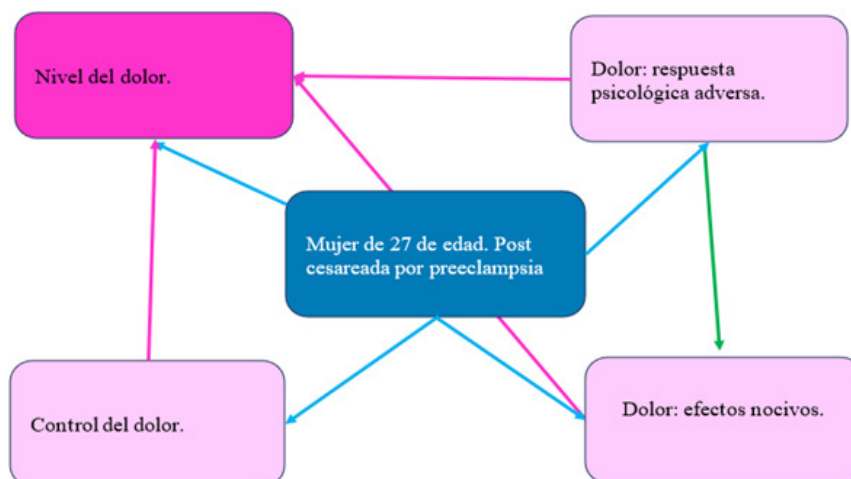 Nivel del dolor.
Dolor: respuesta
psicológica adversa.
Mujer de 27 de edad. Post
cesareada por preeclampsia
Control del dolor.
Dolor: efectos nocivos.